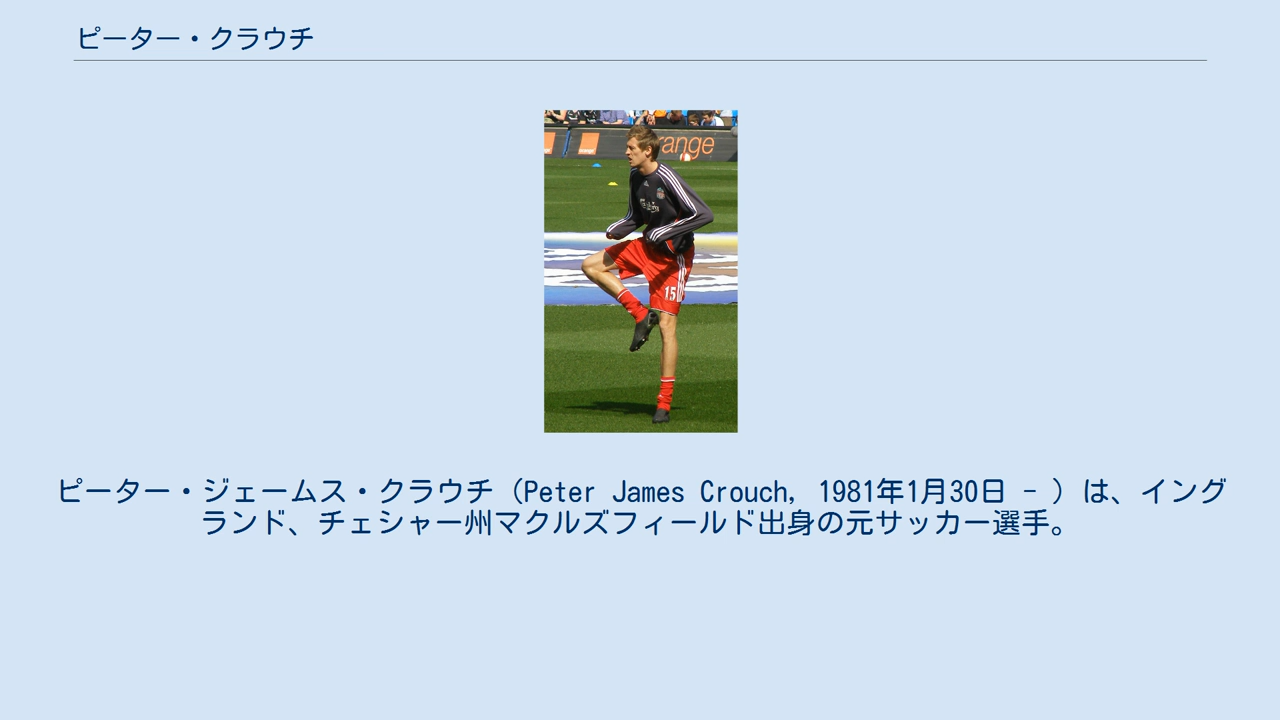 ピーター・クラウチ
orange
range
15
ピーター・ジェームス・クラウチ（Peter James Crouch, 1981年1月30日 - ）は、イング
ランド、チェシャー州マクルズフィールド出身の元サッカー選手。